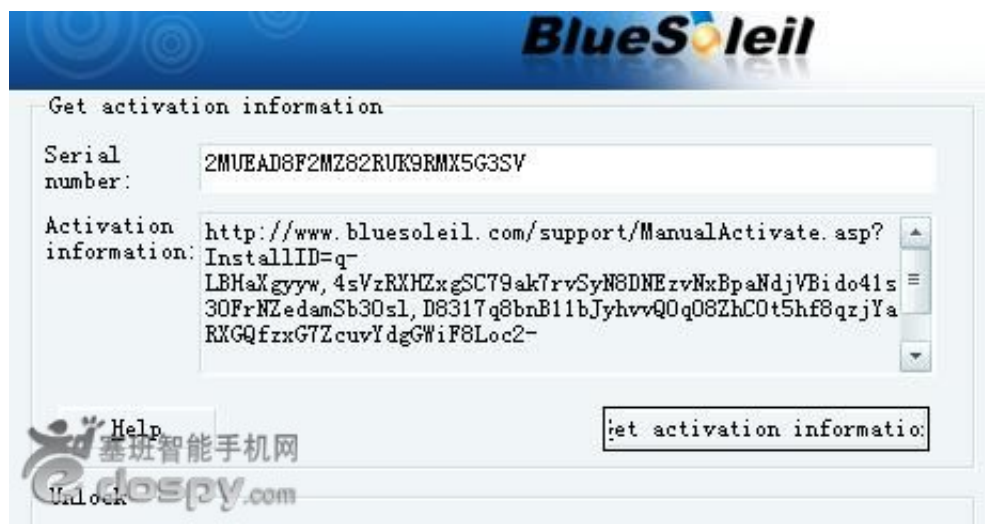 BlueSoleil
Get activation information
Serial
number:
2MUEAD8F2MZ82RUK9RMX5G3SV
Activation
information:
http://www.bluesoleil.com/support/ManualActivate.asp?
InstallID=q-
LBHaXgyyw,4sVzRXHZxgSC79ak7rvSyN8DNEzvNxBpaNdjVBido41s
3OFrNZedamSb3Osl,D8317q8bnB11bJyhvvQ0q08ZhC0t5hf8qzjYa
RXGQfzxG7ZcuvYdgGWiF8Loc2-
Help
et activation informatio
塞班智能手机网
dospy.com
Unlock